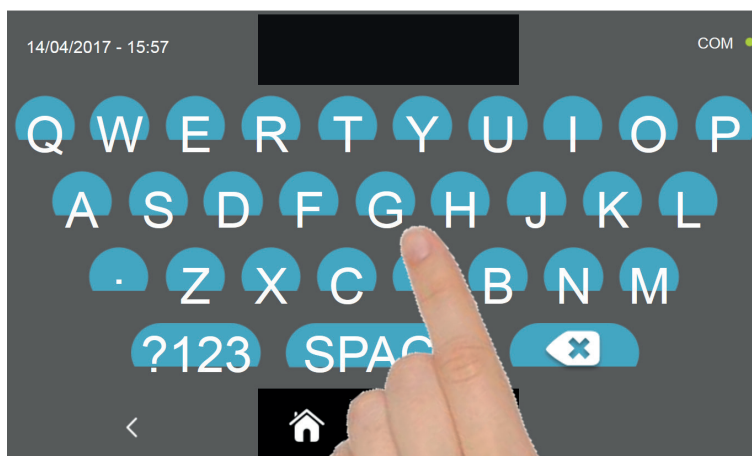 14/04/2017 - 15:57
COM
Q W E R T Y U I O P
A S D F G H J K L
. Z X C B N M
?123